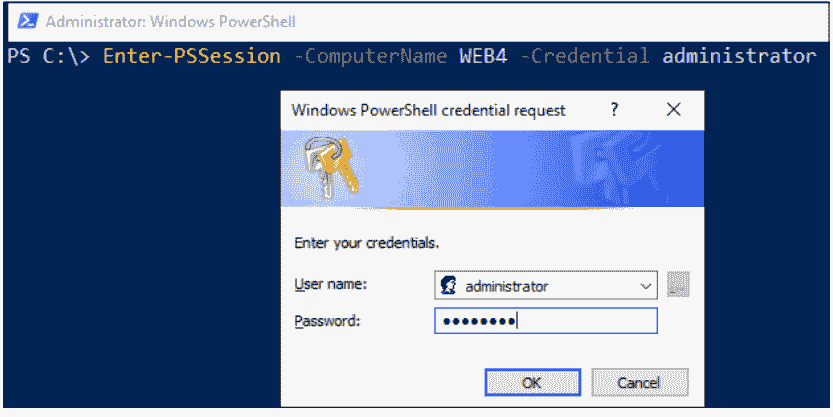 Administrator: Windows PowerShell
PS C:\> Enter-PSSession -ComputerName WEB4 -Credential administrator
Windows PowerShell credential request
?
Enter your credentials.
User name:
administrator
...
Password:
••••••••
OK
Cancel